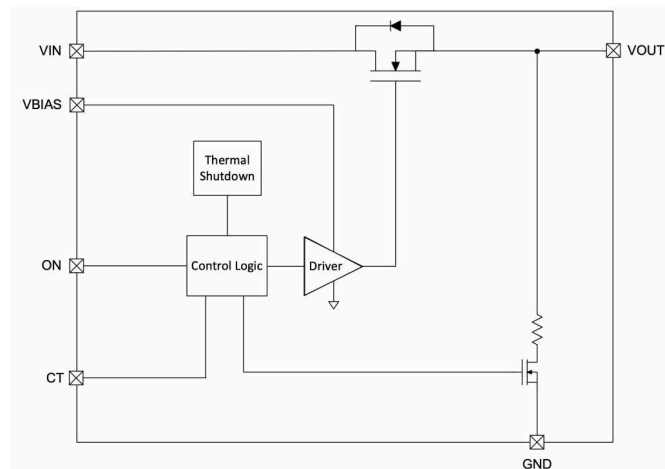 VIN
VOUT
VBIAS
Thermal
Shutdown
ON
Control Logic
Driver
CT
GND